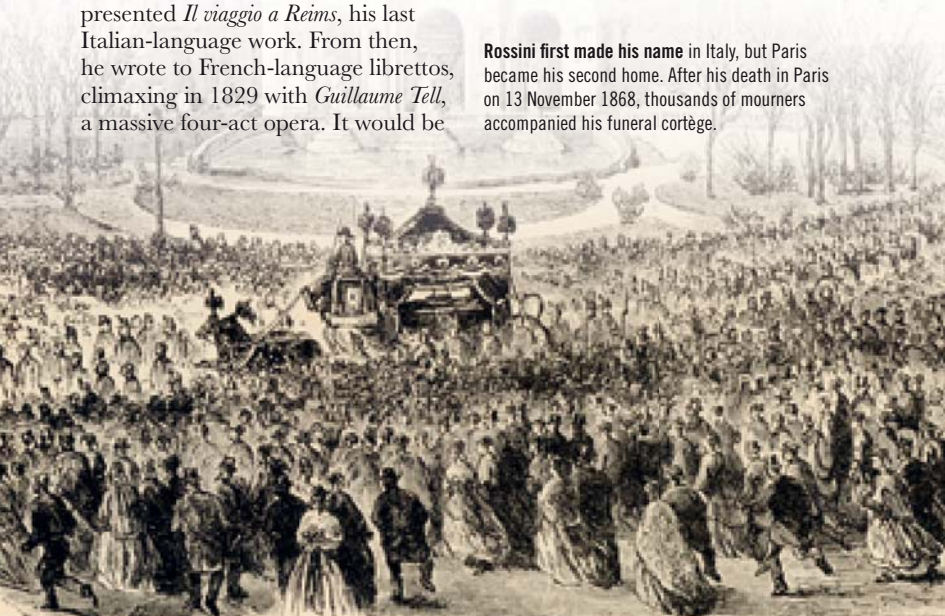 presented Il viaggio a Reims, his last
Italian-language work. From then,
he wrote to French-language librettos,
climaxing in 1829 with Guillaume Tell,
a massive four-act opera. It would be
Rossini first made his name in Italy, but Paris
became his second home. After his death in Paris
on 13 November 1868, thousands of mourners
accompanied his funeral cortège.